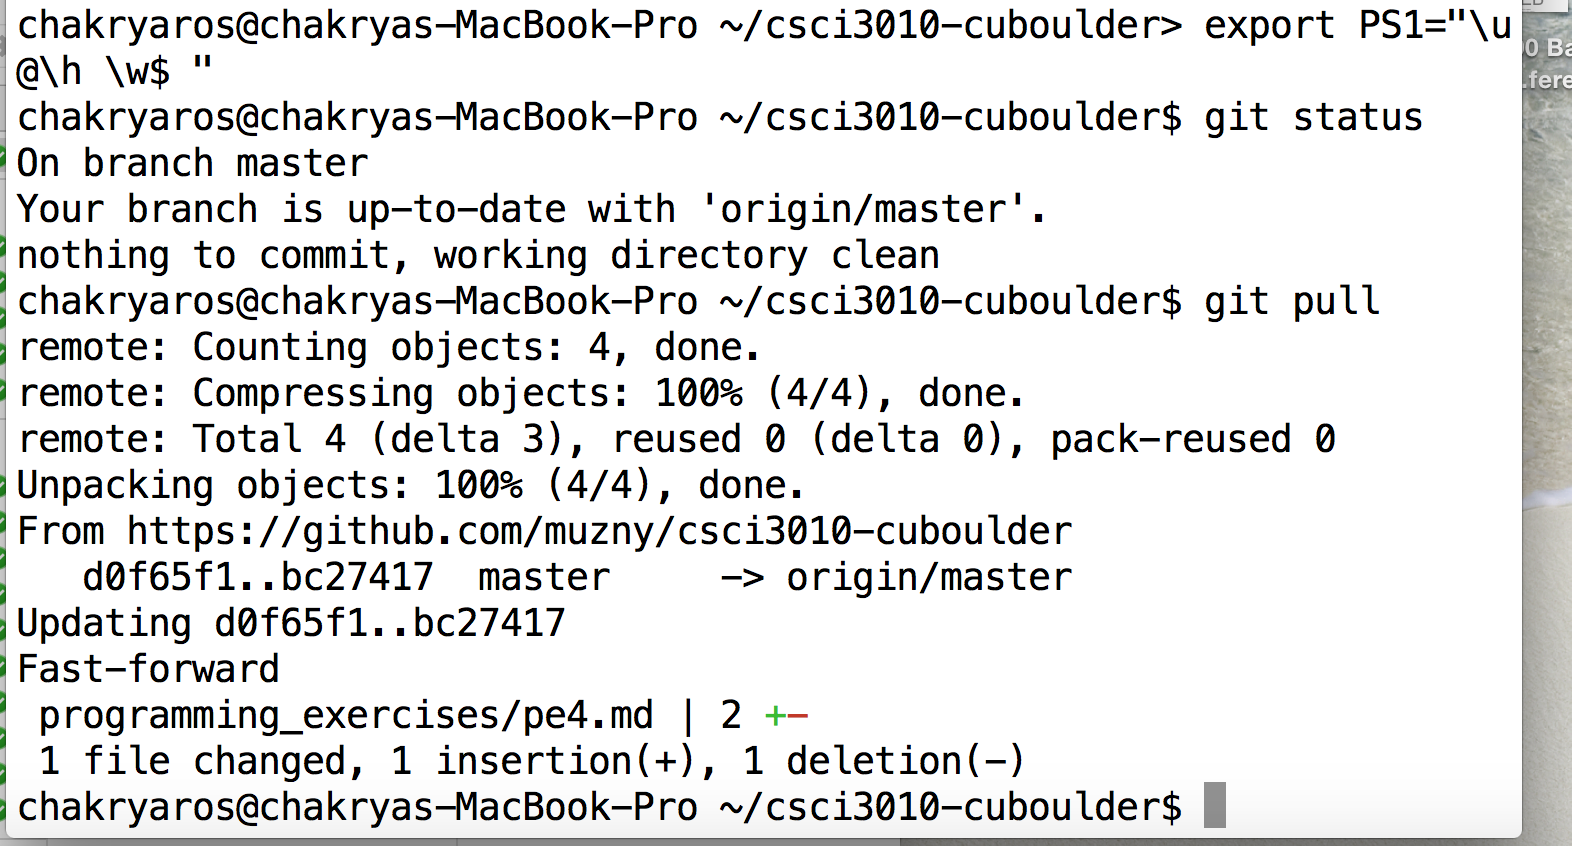 chakryaros@chakryas-MacBook-Pro ~/csci3010-cuboulder> export PS1="\u
@\h \w$ "
chakryaros@chakryas-MacBook-Pro ~/csci3010-cuboulder$ git status
On branch master
Your branch is up-to-date with 'origin/master'.
nothing to commit, working directory clean
chakryaros@chakryas-MacBook-Pro ~/csci3010-cuboulder$ git pull
remote: Counting objects: 4, done.
remote: Compressing objects: 100% (4/4), done.
remote: Total 4 (delta 3), reused 0 (delta 0), pack-reused 0
Unpacking objects: 100% (4/4), done.
From https://github.com/muzny/csci3010-cuboulder
   d0f65f1..bc27417  master     -> origin/master
Updating d0f65f1..bc27417
Fast-forward
 programming_exercises/pe4.md | 2 +-
 1 file changed, 1 insertion(+), 1 deletion(-)
chakryaros@chakryas-MacBook-Pro ~/csci3010-cuboulder$